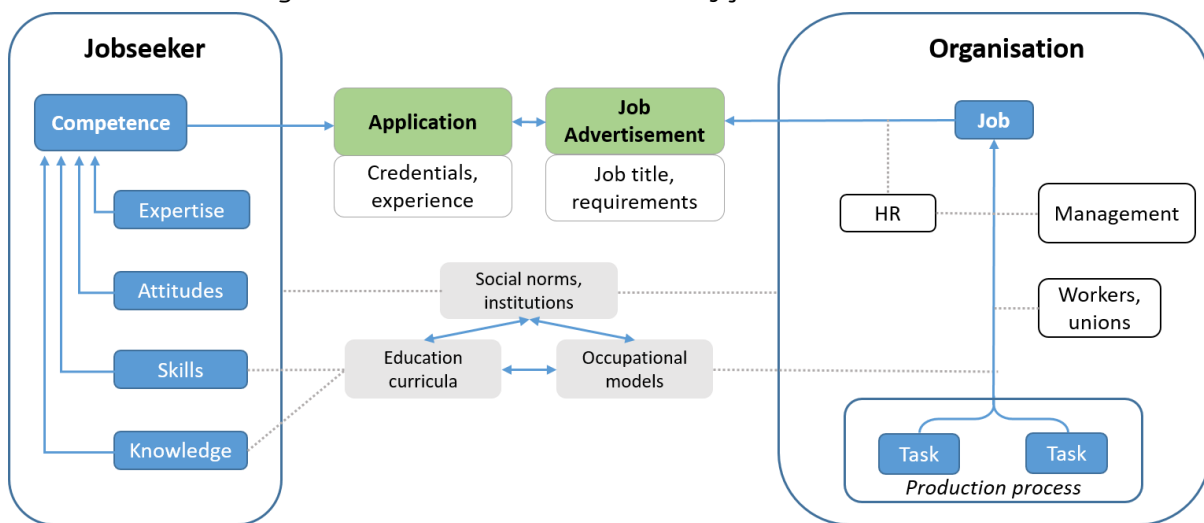 Jobseeker
Competence
Expertise
Attitudes
Skills
Knowledge
Application
Credentials,
experience
Job
Advertisement
Job title,
requirements
Social norms,
institutions
Education
curricula
Occupational
models
Organisation
Job
HR
Management
Workers,
unions
Task
Task
Production process